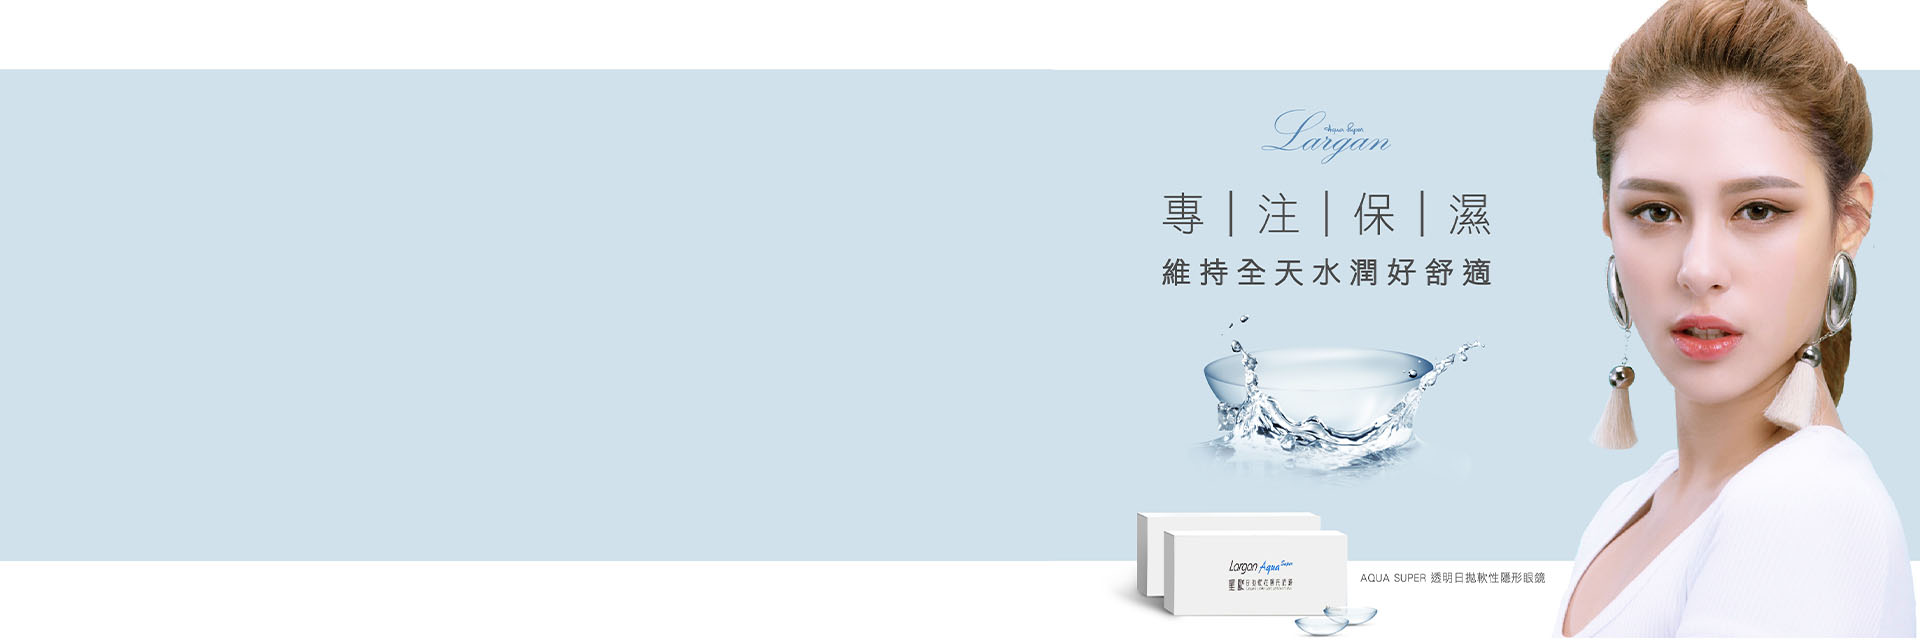 Aqua Super
Largan
專|注|保|濕
維持全天水潤好舒適
Largan Aqua Super
AQUA SUPER 透明日拋軟性隱形眼鏡